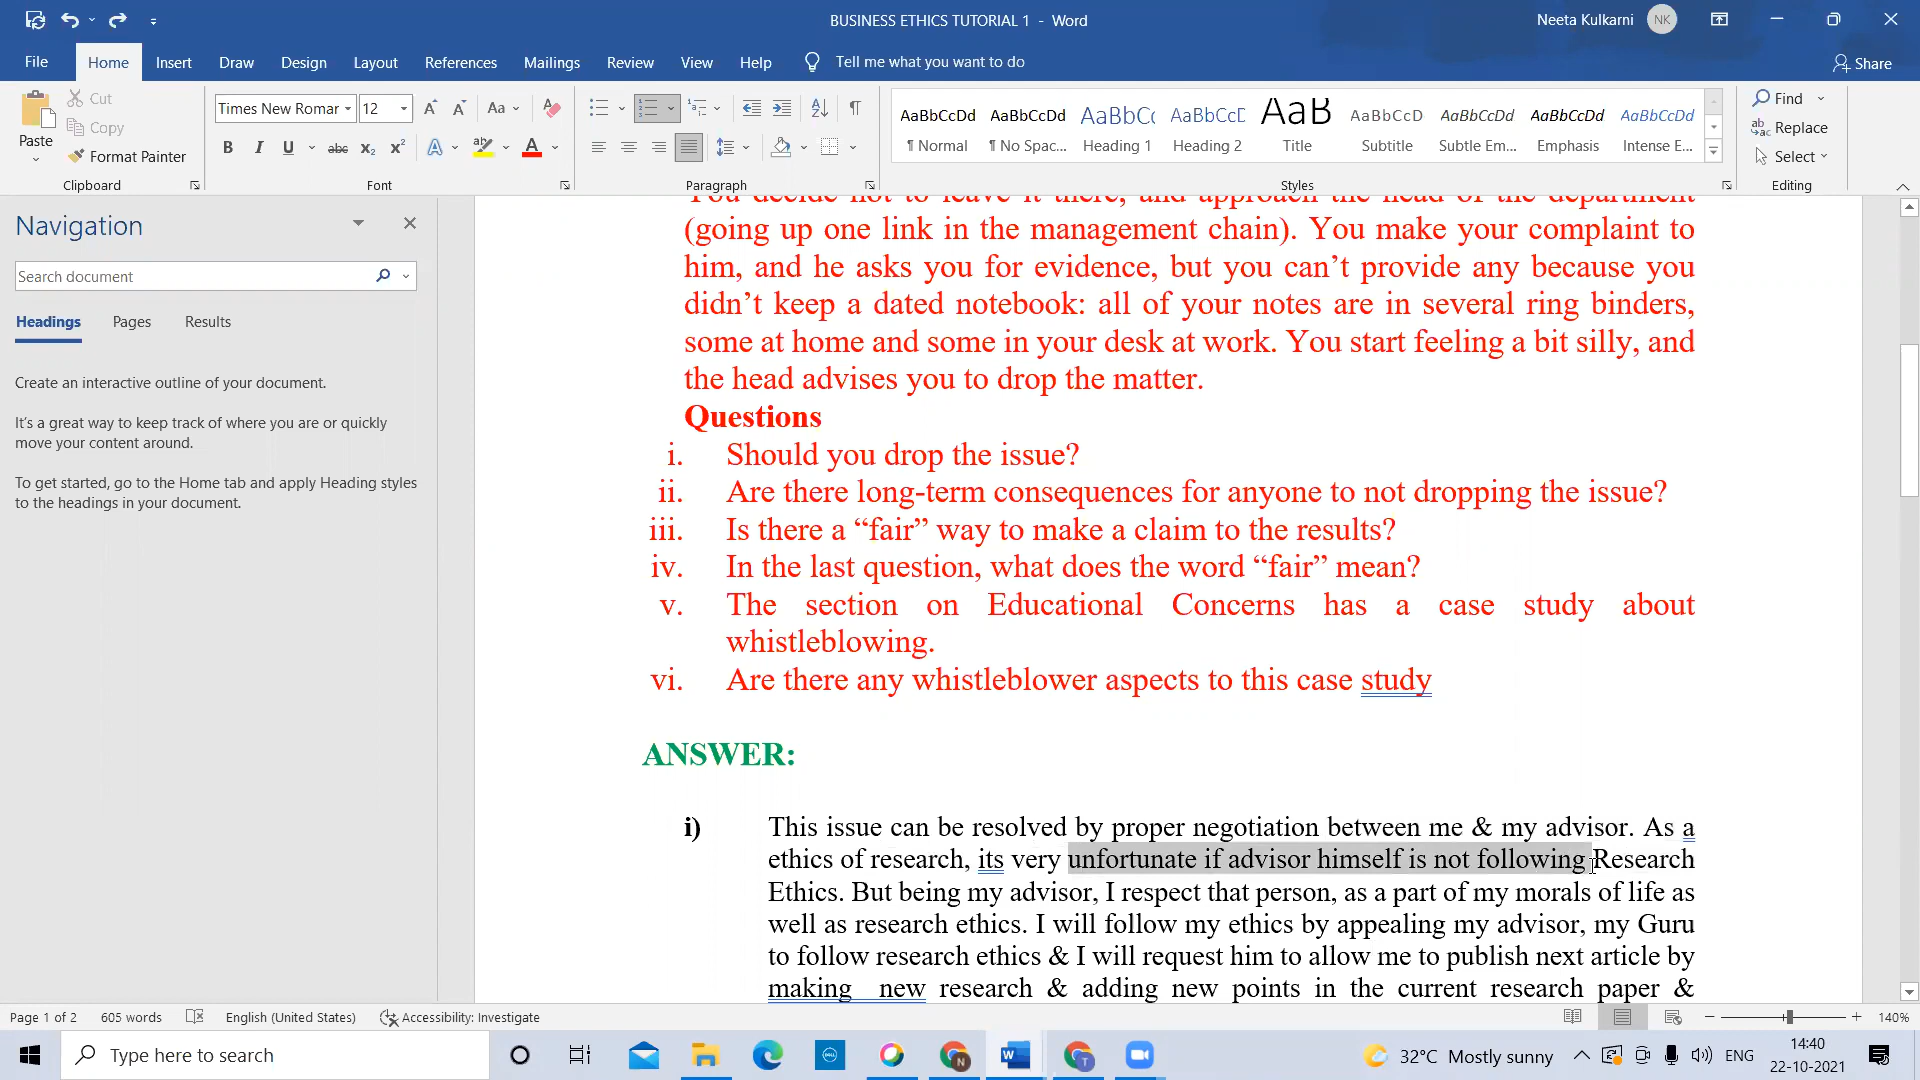 BUSINESS ETHICS TUTORIAL 1 - Word
Neeta Kulkarni NK
File Home Insert Draw Design Layout References Mailings Review View Help Tell me what you want to do Share
Paste
Cut
Copy
Format Painter
Clipboard
Times New Roman 12
Font
Paragraph
AaBbCcDd AaBbCcDd AaBbCc AaBbCcD AaB AaBbCcD AaBbCcDd AaBbCcDd AaBbCcDd
¶ Normal ¶ No Spac... Heading 1 Heading 2 Title Subtitle Subtle Em... Emphasis Intense E...
Styles
Find
Replace
Select
Editing
Navigation
Search document
Headings Pages Results
Create an interactive outline of your document.
It's a great way to keep track of where you are or quickly
move your content around.
To get started, go to the Home tab and apply Heading styles
to the headings in your document.
You decide not to leave it there, and approach the head of the department
(going up one link in the management chain). You make your complaint to
him, and he asks you for evidence, but you can't provide any because you
didn't keep a dated notebook: all of your notes are in several ring binders,
some at home and some in your desk at work. You start feeling a bit silly, and
the head advises you to drop the matter.
Questions
i. Should you drop the issue?
ii. Are there long-term consequences for anyone to not dropping the issue?
iii. Is there a “fair” way to make a claim to the results?
iv. In the last question, what does the word “fair” mean?
v. The section on Educational Concerns has a case study about
whistleblowing.
vi. Are there any whistleblower aspects to this case study
ANSWER:
i) This issue can be resolved by proper negotiation between me & my advisor. As a
ethics of research, its very unfortunate if advisor himself is not following Research
Ethics. But being my advisor, I respect that person, as a part of my morals of life as
well as research ethics. I will follow my ethics by appealing my advisor, my Guru
to follow research ethics & I will request him to allow me to publish next article by
making new research & adding new points in the current research paper &
Page 1 of 2 605 words English (United States) Accessibility: Investigate 140%
Type here to search
32°C Mostly sunny ENG 14:40
22-10-2021